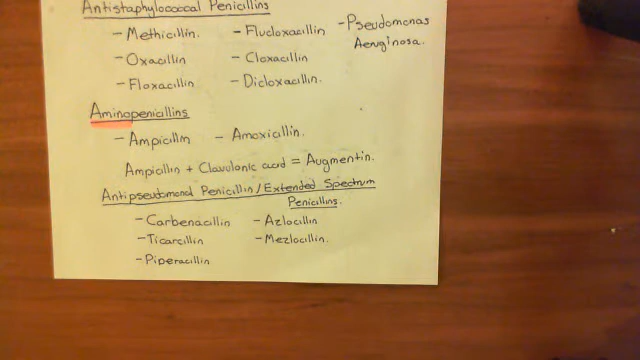 Antistaphylococcal Penicillins
- Methicillin. - Flucloxacillin - Pseudomonas
Aeruginosa.
- Oxacillin - Cloxacillin
- Floxacillin - Dicloxacillin.
Aminopenicillins
- Ampicillin - Amoxicillin.
Ampicillin + Clavulonic acid = Augmentin.
Antipseudomonal Penicillin / Extended Spectrum
Penicillins.
- Carbenacillin - Azlocillin
- Ticarcillin - Mezlocillin.
- Piperacillin